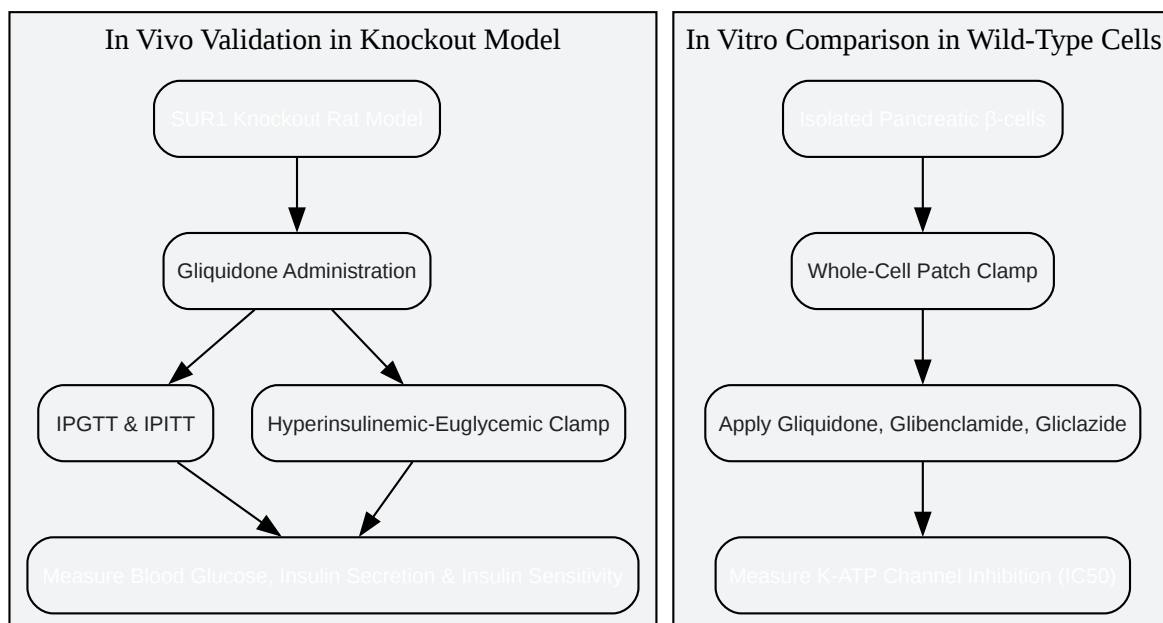 In Vivo Validation in Knockout Model
SUR1 Knockout Rat Model
Gliquidone Administration
IPGTT & IPITT
Hyperinsulinemic-Euglycemic Clamp
Measure Blood Glucose, Insulin Secretion & Insulin Sensitivity
In Vitro Comparison in Wild-Type Cells
Isolated Pancreatic β-cells
Whole-Cell Patch Clamp
Apply Gliquidone, Glibenclamide, Gliclazide
Measure K-ATP Channel Inhibition (IC50)